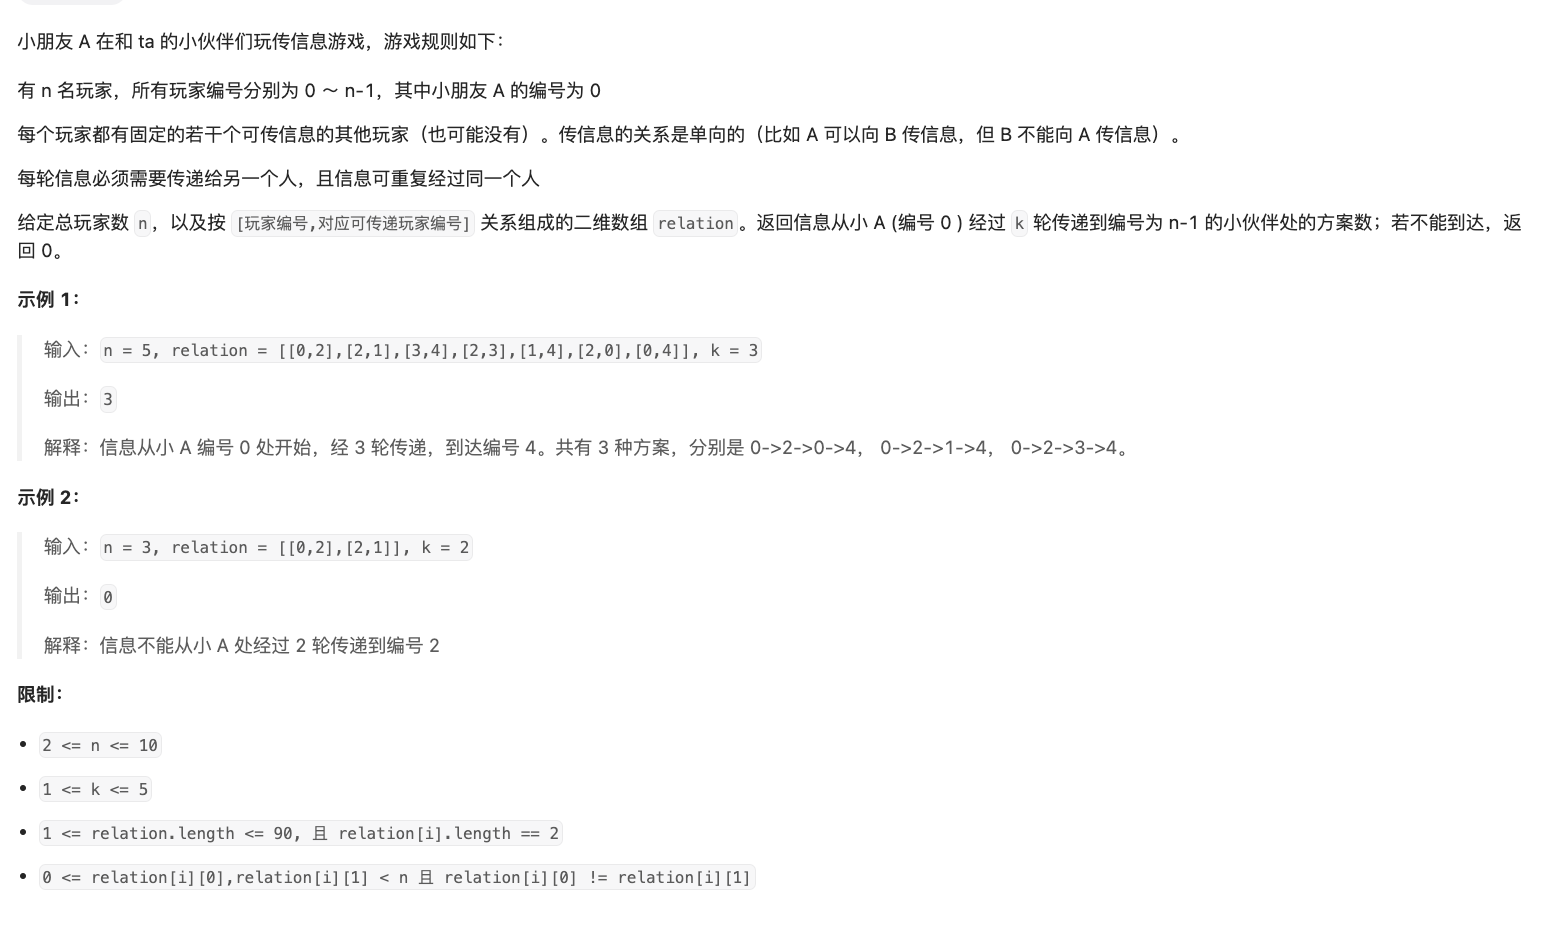 小朋友 A 在和 ta 的小伙伴们玩传信息游戏，游戏规则如下：
有 n 名玩家，所有玩家编号分别为 0 ～ n-1，其中小朋友 A 的编号为 0
每个玩家都有固定的若干个可传信息的其他玩家（也可能没有）。传信息的关系是单向的（比如 A 可以向 B 传信息，但 B 不能向 A 传信息）。
每轮信息必须需要传递给另一个人，且信息可重复经过同一个人
给定总玩家数 n，以及按 [玩家编号,对应可传递玩家编号] 关系组成的二维数组 relation。返回信息从小 A (编号 0 ) 经过 k 轮传递到编号为 n-1 的小伙伴处的方案数；若不能到达，返
回 0。
示例 1：
输入：n = 5, relation = [[0,2],[2,1],[3,4],[2,3],[1,4],[2,0],[0,4]], k = 3
输出：3
解释：信息从小 A 编号 0 处开始，经 3 轮传递，到达编号 4。共有 3 种方案，分别是 0->2->0->4， 0->2->1->4， 0->2->3->4。
示例 2：
输入：n = 3, relation = [[0,2],[2,1]], k = 2
输出：0
解释：信息不能从小 A 处经过 2 轮传递到编号 2
限制：
• 2 <= n <= 10
• 1 <= k <= 5
• 1 <= relation.length <= 90, 且 relation[i].length == 2
• 0 <= relation[i][0],relation[i][1] < n 且 relation[i][0] != relation[i][1]